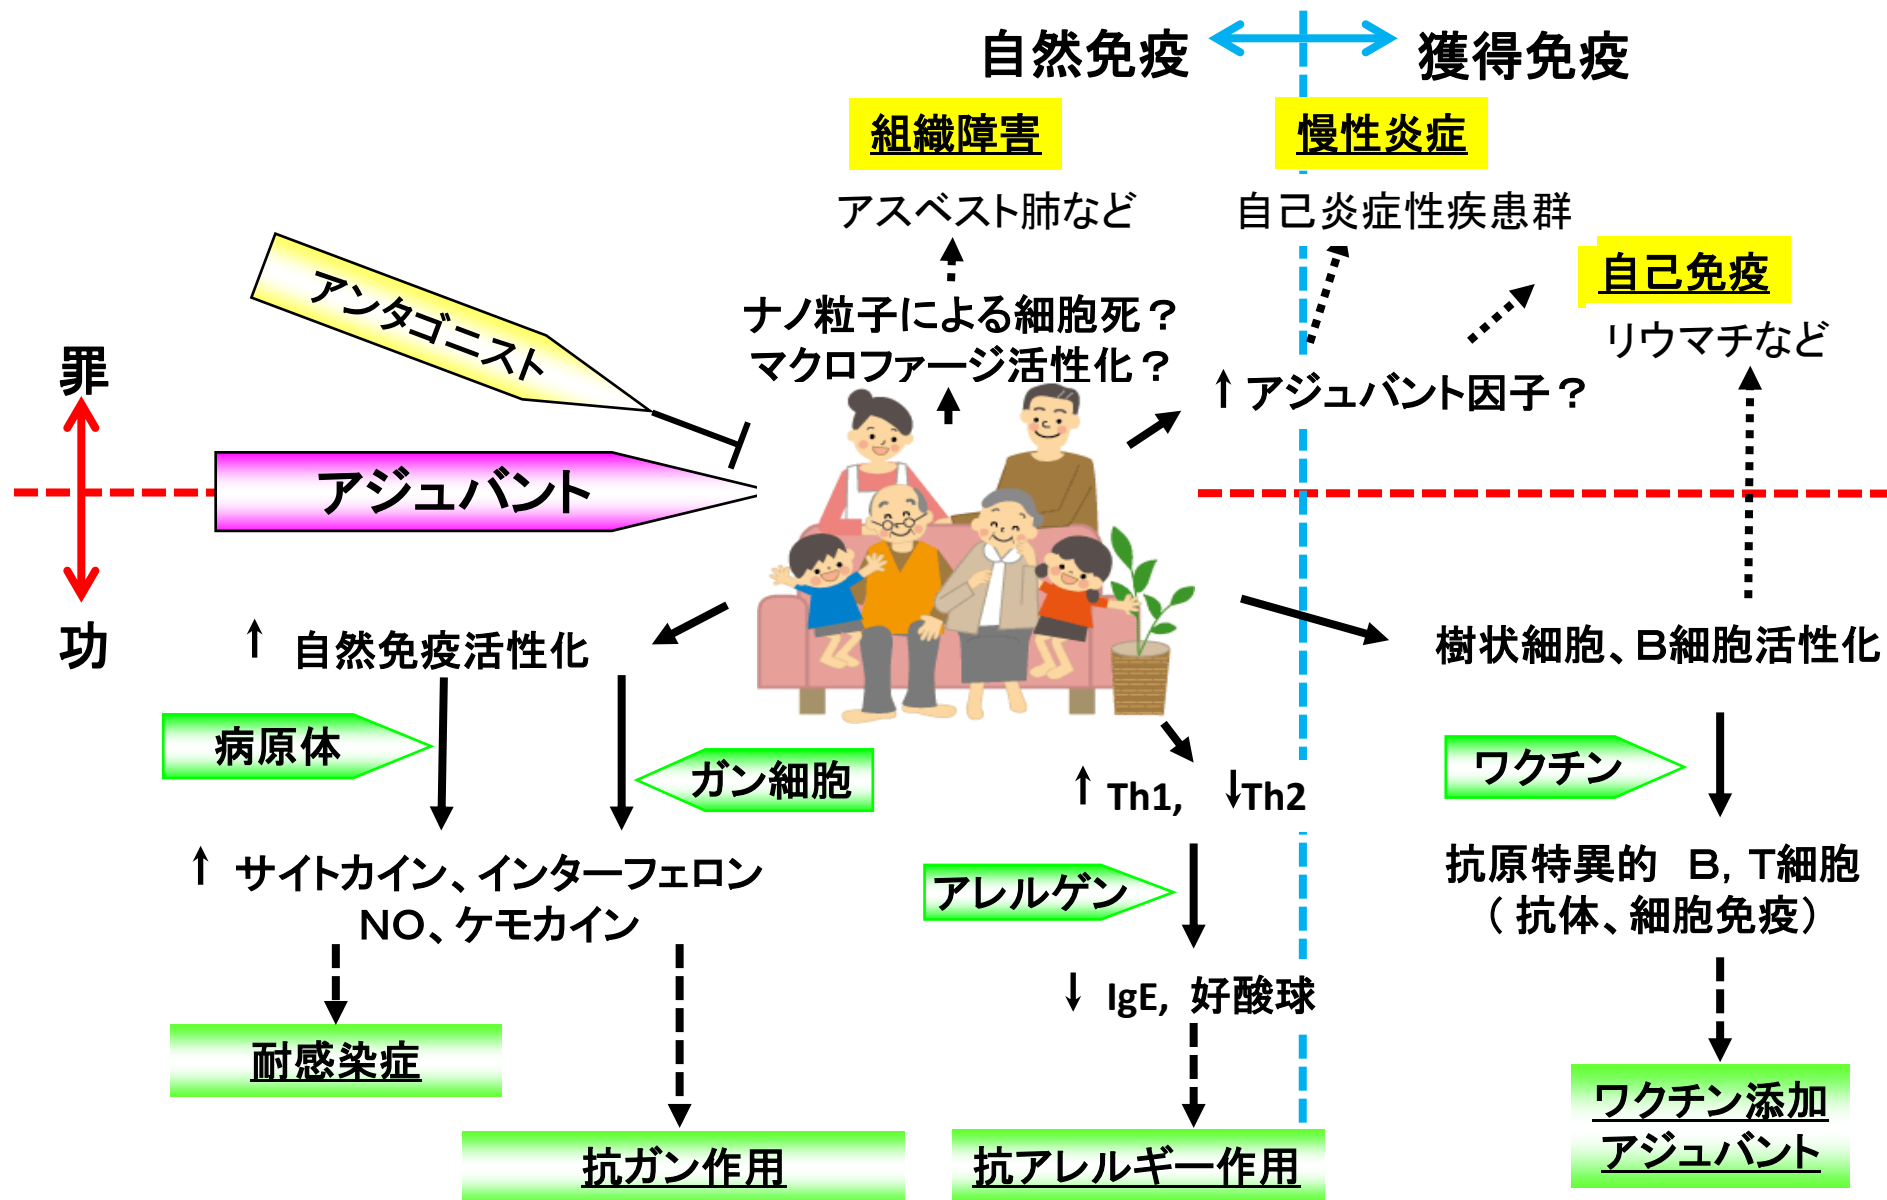 自然免疫
獲得免疫
組織障害
慢性炎症
アスベスト肺など
自己炎症性疾患群
自己免疫
リウマチなど
アンタゴニスト
ナノ粒子による細胞死？
マクロファージ活性化？
↑ アジュバント因子？
罪
アジュバント
功
↑ 自然免疫活性化
樹状細胞、B細胞活性化
病原体
ガン細胞
↑ Th1, ↓Th2
ワクチン
↑ サイトカイン、インターフェロン
NO、ケモカイン
アレルゲン
抗原特異的 B, T細胞
（抗体、細胞免疫）
↓ IgE, 好酸球
耐感染症
抗ガン作用
抗アレルギー作用
ワクチン添加
アジュバント